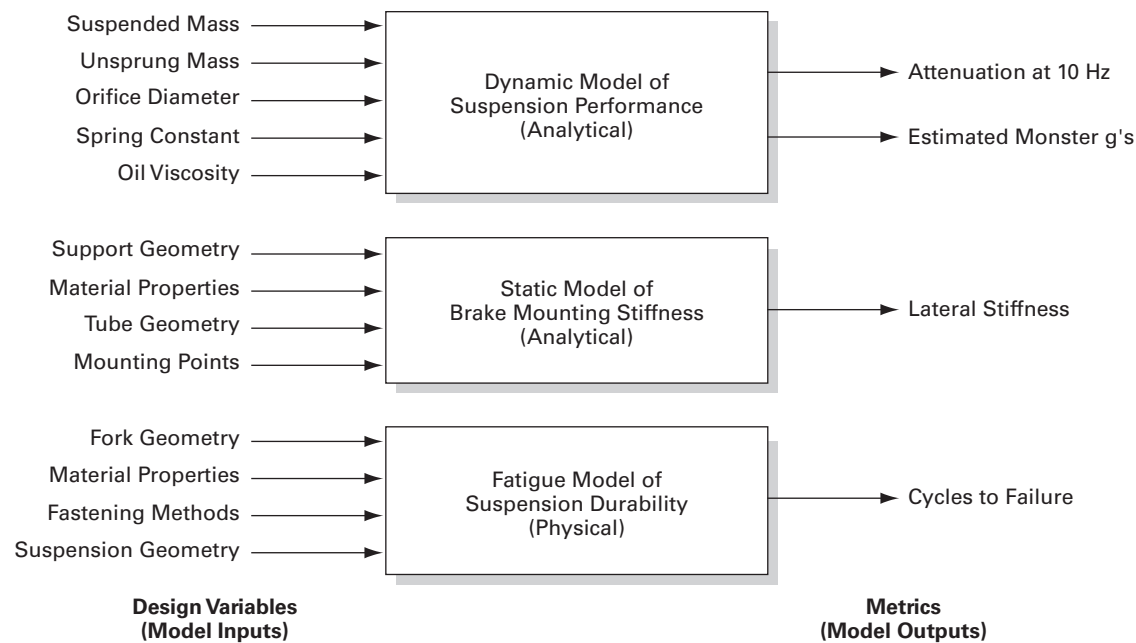 Suspended Mass
Unsprung Mass
Orifice Diameter
Spring Constant
Oil Viscosity
Dynamic Model of
Suspension Performance
(Analytical)
Attenuation at 10 Hz
Estimated Monster g's
Support Geometry
Material Properties
Tube Geometry
Mounting Points
Static Model of
Brake Mounting Stiffness
(Analytical)
Lateral Stiffness
Fork Geometry
Material Properties
Fastening Methods
Suspension Geometry
Fatigue Model of
Suspension Durability
(Physical)
Cycles to Failure
Design Variables
(Model Inputs)
Metrics
(Model Outputs)